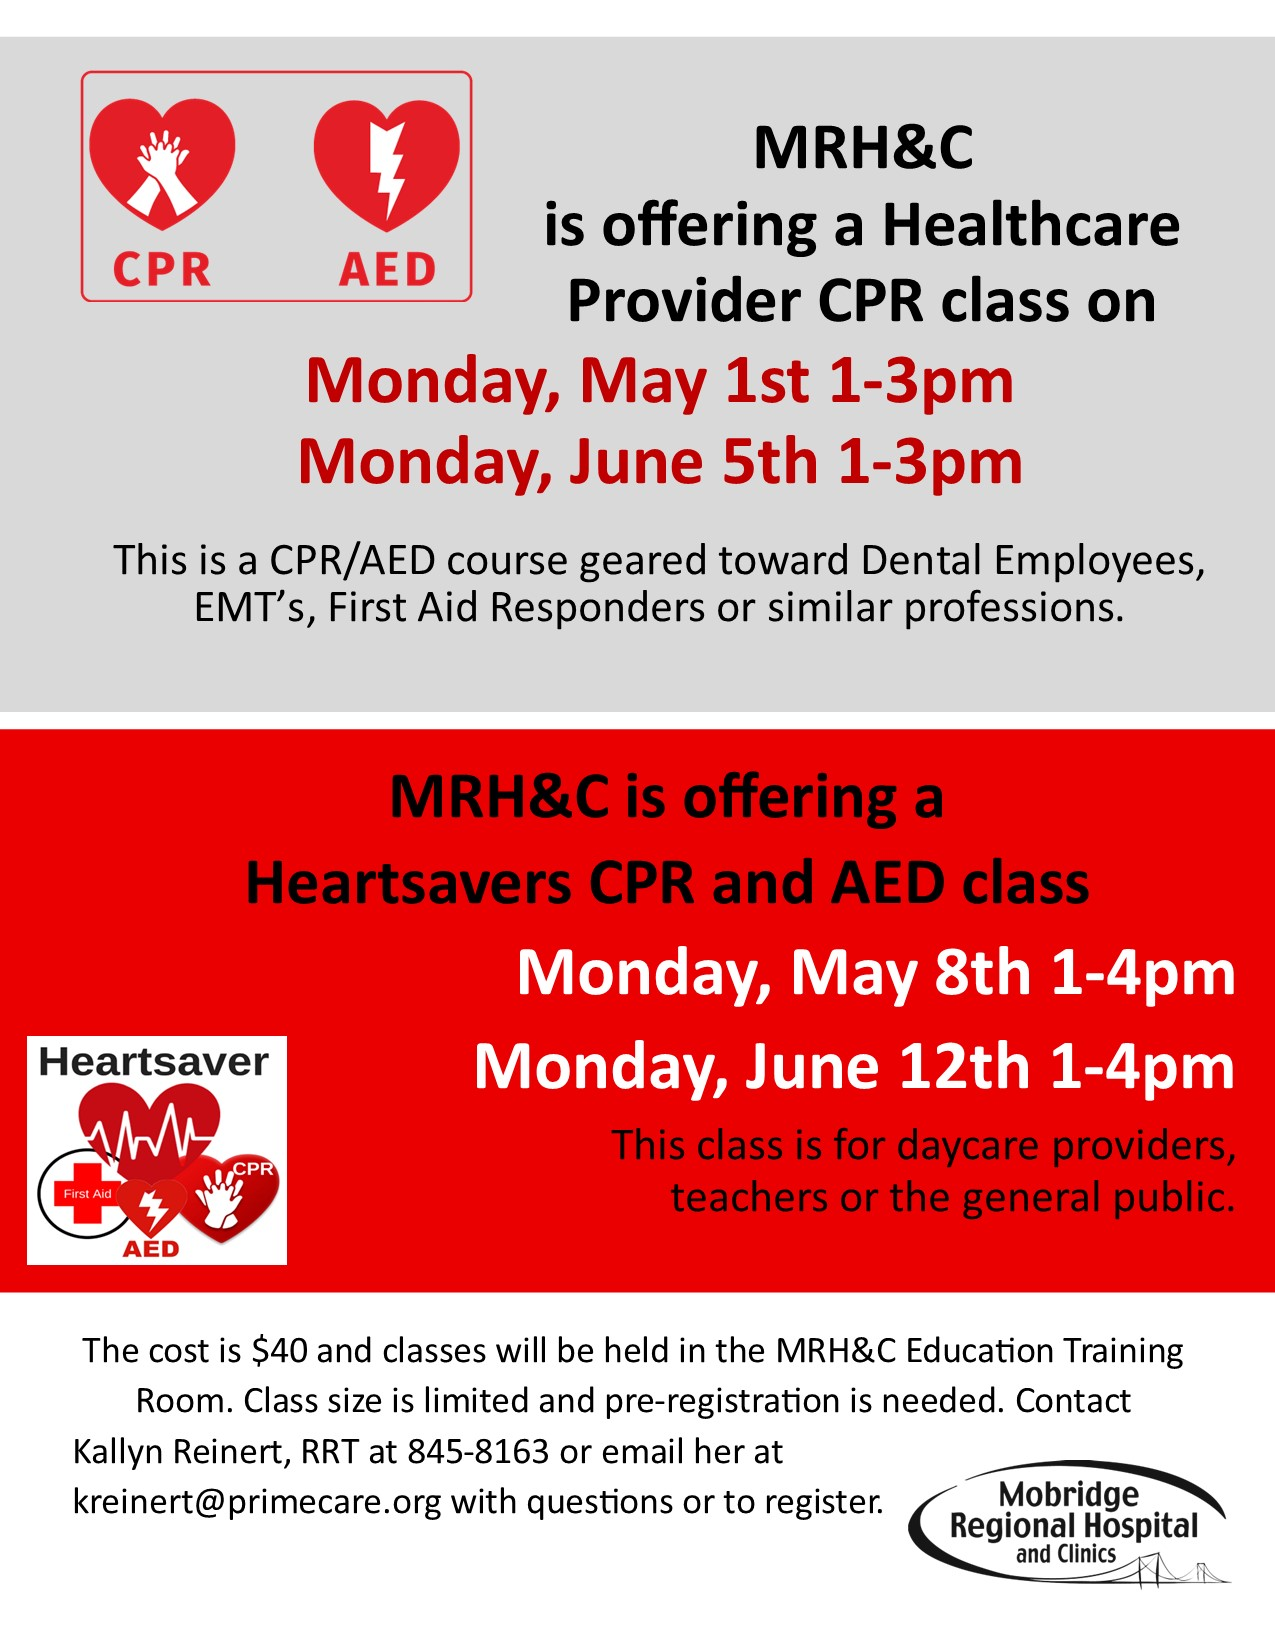 CPR AED
MRH&C
is offering a Healthcare
Provider CPR class on
Monday, May 1st 1-3pm
Monday, June 5th 1-3pm
This is a CPR/AED course geared toward Dental Employees,
EMT’s, First Aid Responders or similar professions.
MRH&C is offering a
Heartsavers CPR and AED class
Monday, May 8th 1-4pm
Monday, June 12th 1-4pm
This class is for daycare providers,
teachers or the general public.
Heartsaver
CPR
First Aid
AED
The cost is $40 and classes will be held in the MRH&C Education Training
Room. Class size is limited and pre-registration is needed. Contact
Kallyn Reinert, RRT at 845-8163 or email her at
kreinert@primecare.org with questions or to register.
Mobridge
Regional Hospital
and Clinics